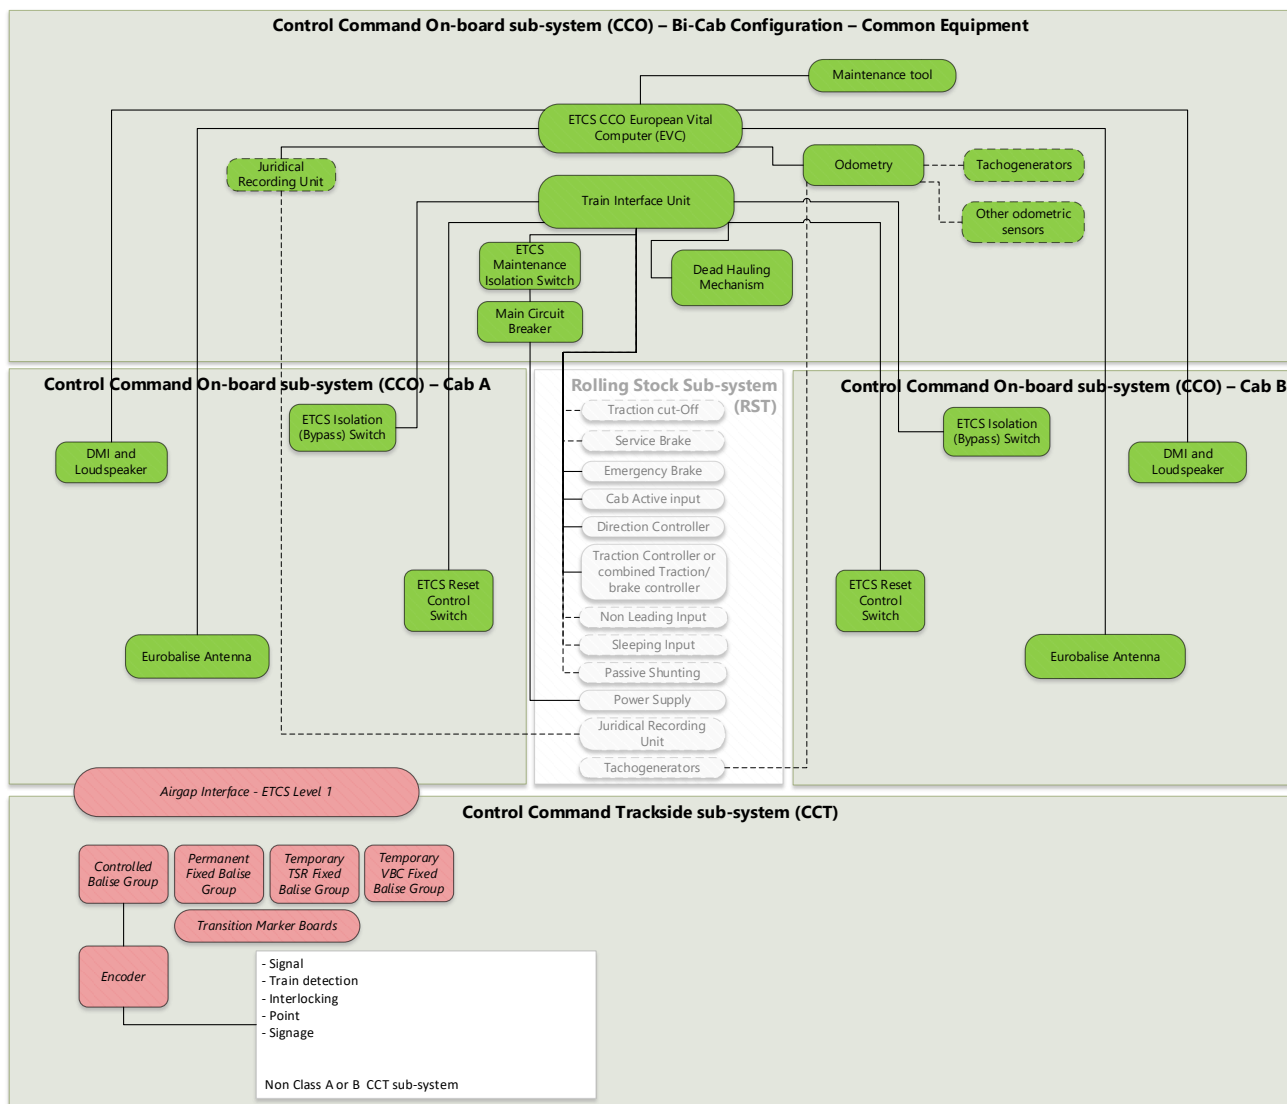 Control Command On-board sub-system (CCO) – Bi-Cab Configuration – Common Equipment
Maintenance tool
ETCS CCO European Vital
Computer (EVC)
Juridical
Recording Unit
Odometry
Tachogenerators
Train Interface Unit
Other odometric
sensors
ETCS
Maintenance
Isolation Switch
Dead Hauling
Mechanism
Main Circuit
Breaker
Control Command On-board sub-system (CCO) – Cab A
ETCS Isolation
(Bypass) Switch
DMI and
Loudspeaker
ETCS Reset
Control
Switch
Eurobalise Antenna
Rolling Stock Sub-system
(RST)
Traction cut-Off
Service Brake
Emergency Brake
Cab Active input
Direction Controller
Traction Controller or
combined Traction/
brake controller
Non Leading Input
Sleeping Input
Passive Shunting
Power Supply
Juridical Recording
Unit
Tachogenerators
Control Command On-board sub-system (CCO) – Cab B
ETCS Isolation
(Bypass) Switch
DMI and
Loudspeaker
ETCS Reset
Control
Switch
Eurobalise Antenna
Airgap Interface - ETCS Level 1
Control Command Trackside sub-system (CCT)
Controlled
Balise Group
Permanent
Fixed Balise
Group
Temporary
TSR Fixed
Balise Group
Temporary
VBC Fixed
Balise Group
Transition Marker Boards
Encoder
- Signal
- Train detection
- Interlocking
- Point
- Signage
Non Class A or B CCT sub-system